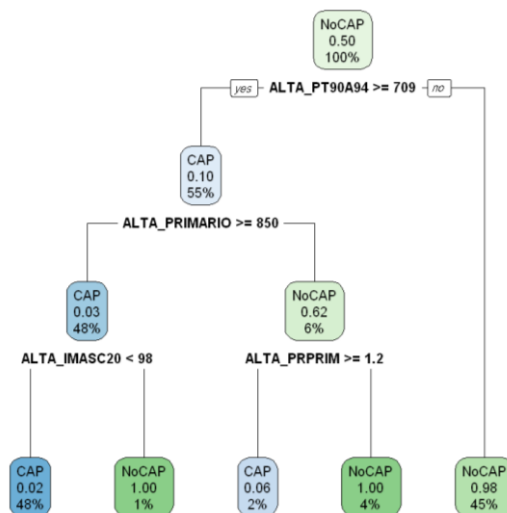 NoCAP
0.50
100%
yes ALTA_PT90A94 >= 709 no
CAP
0.10
55%
ALTA_PRIMARIO >= 850
CAP NoCAP
0.03 0.62
48% 6%
ALTA_IMASC20 < 98 ALTA_PRPRIM >= 1.2
CAP NoCAP CAP NoCAP NoCAP
0.02 1.00 0.06 1.00 0.98
48% 1% 2% 4% 45%